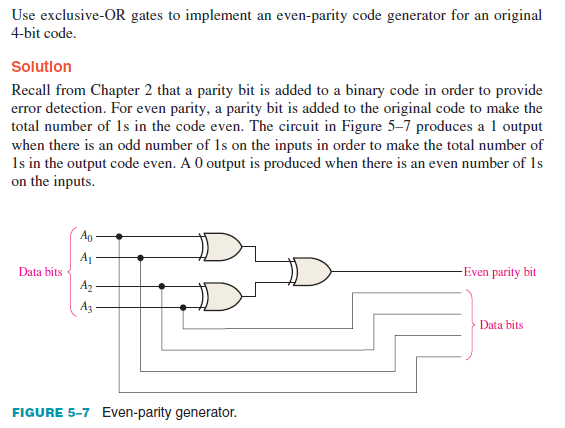 Use exclusive-OR gates to implement an even-parity code generator for an original
4-bit code.
Solution
Recall from Chapter 2 that a parity bit is added to a binary code in order to provide
error detection. For even parity, a parity bit is added to the original code to make the
total number of 1s in the code even. The circuit in Figure 5–7 produces a 1 output
when there is an odd number of 1s on the inputs in order to make the total number of
1s in the output code even. A 0 output is produced when there is an even number of 1s
on the inputs.
A₀
A₁
Data bits
A₂
A₃
Even parity bit
Data bits
FIGURE 5–7 Even-parity generator.